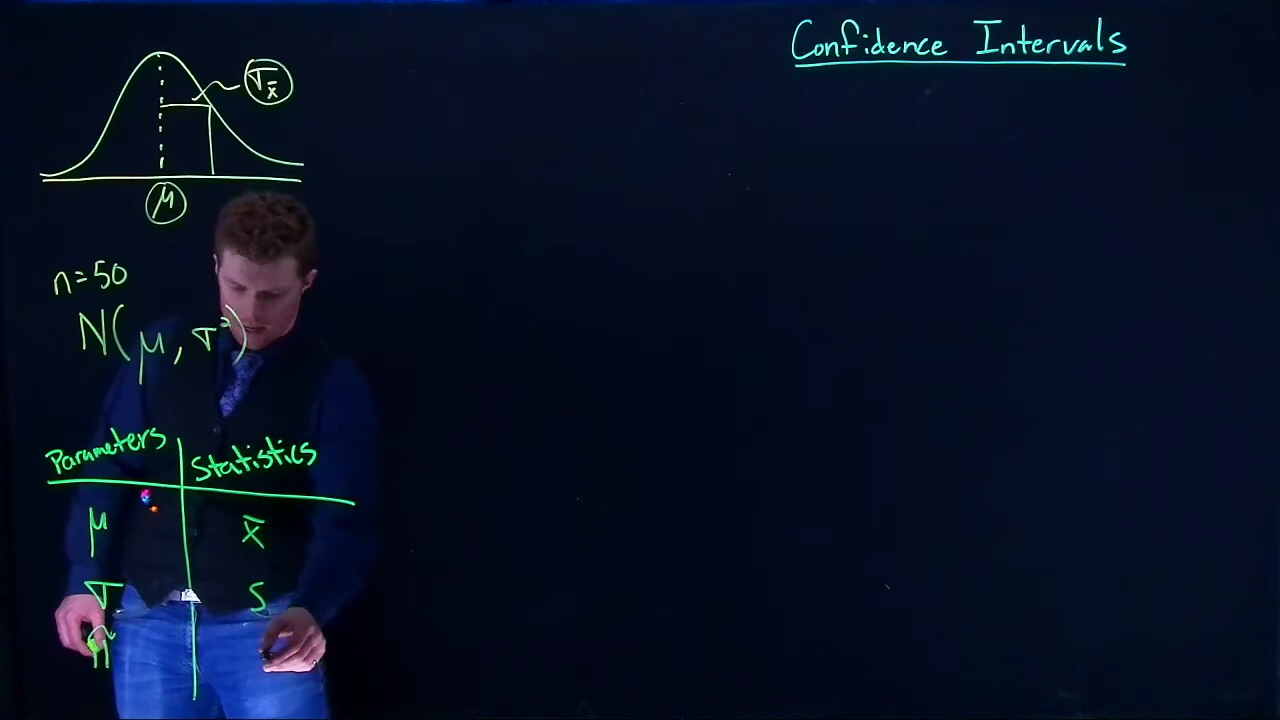 Confidence Intervals
σx̄
μ
n=50
N(μ, σ²)
Parameters Statistics
μ x̄
σ s
π